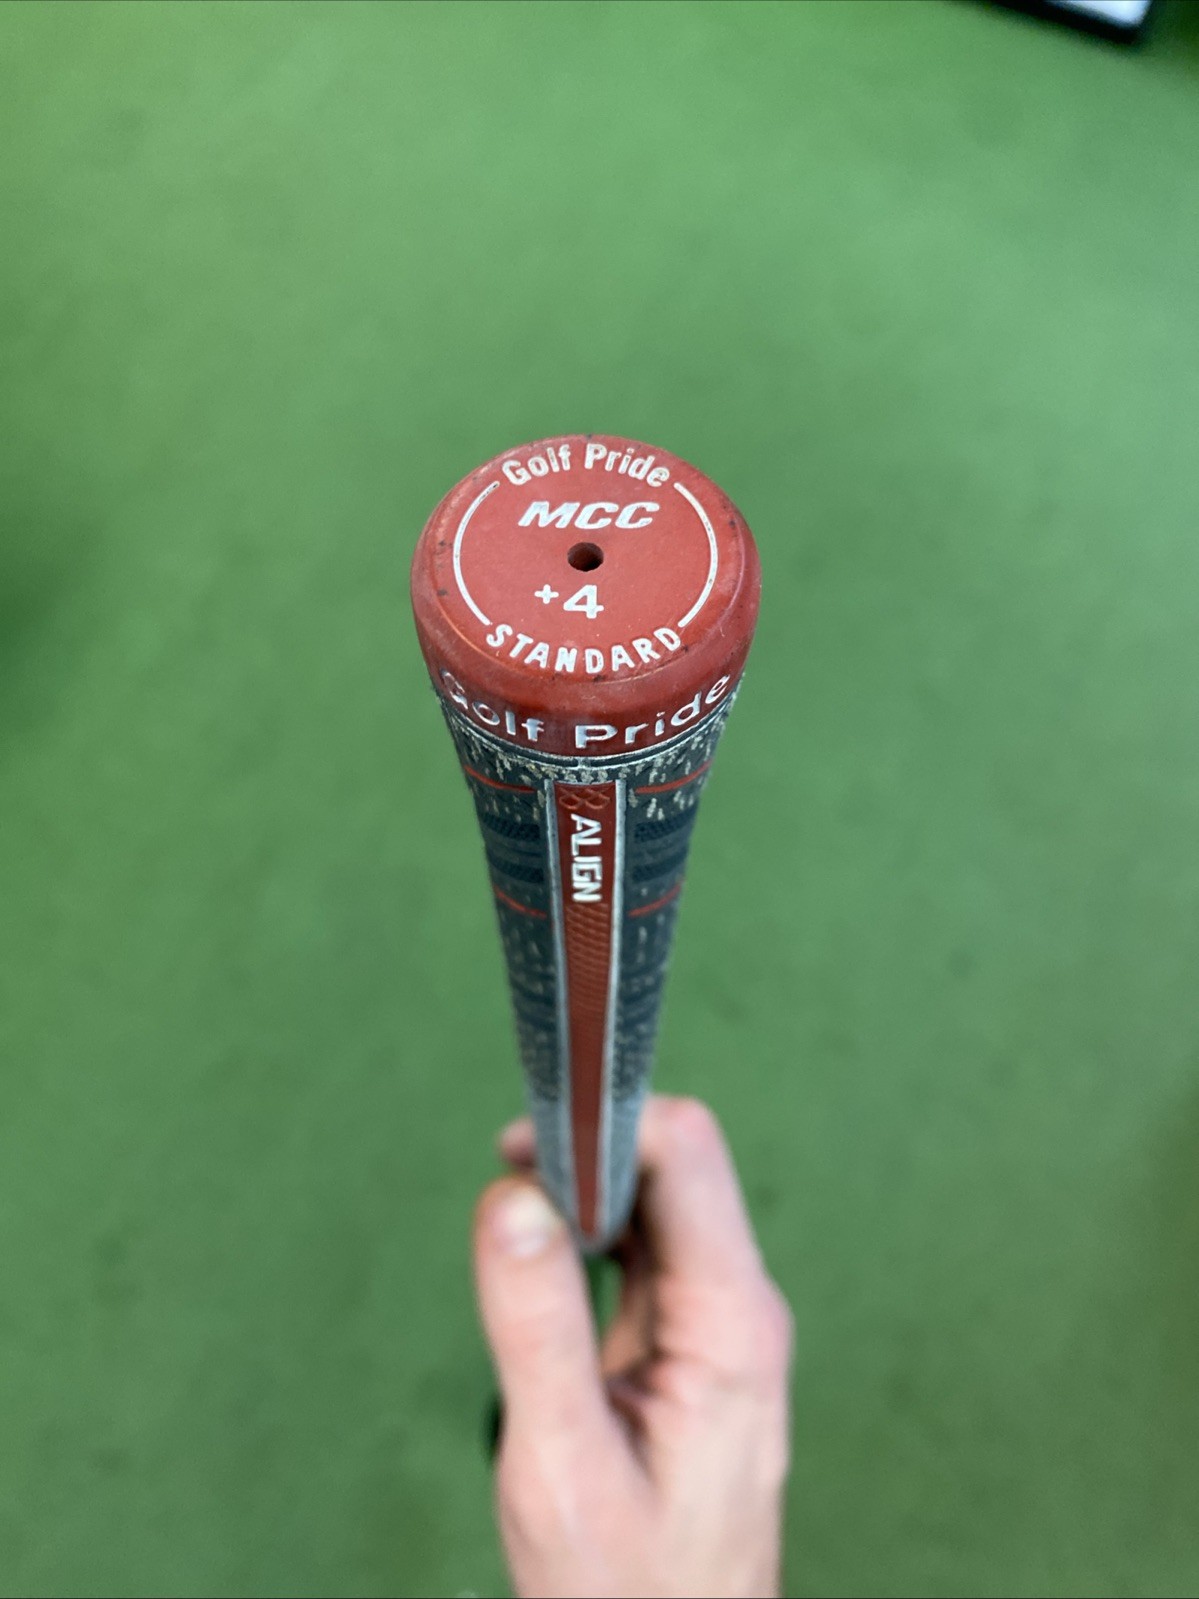 Golf Pride
MCC
+4
STANDARD
Golf Pride
ALIGN